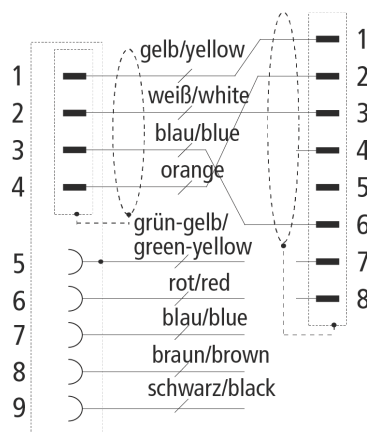 gelb/yellow
1
1
2
weiß/white
2
3
blau/blue
3
4
orange
4
5
grün-gelb/
green-yellow
6
5
7
rot/red
6
8
blau/blue
7
braun/brown
8
schwarz/black
9